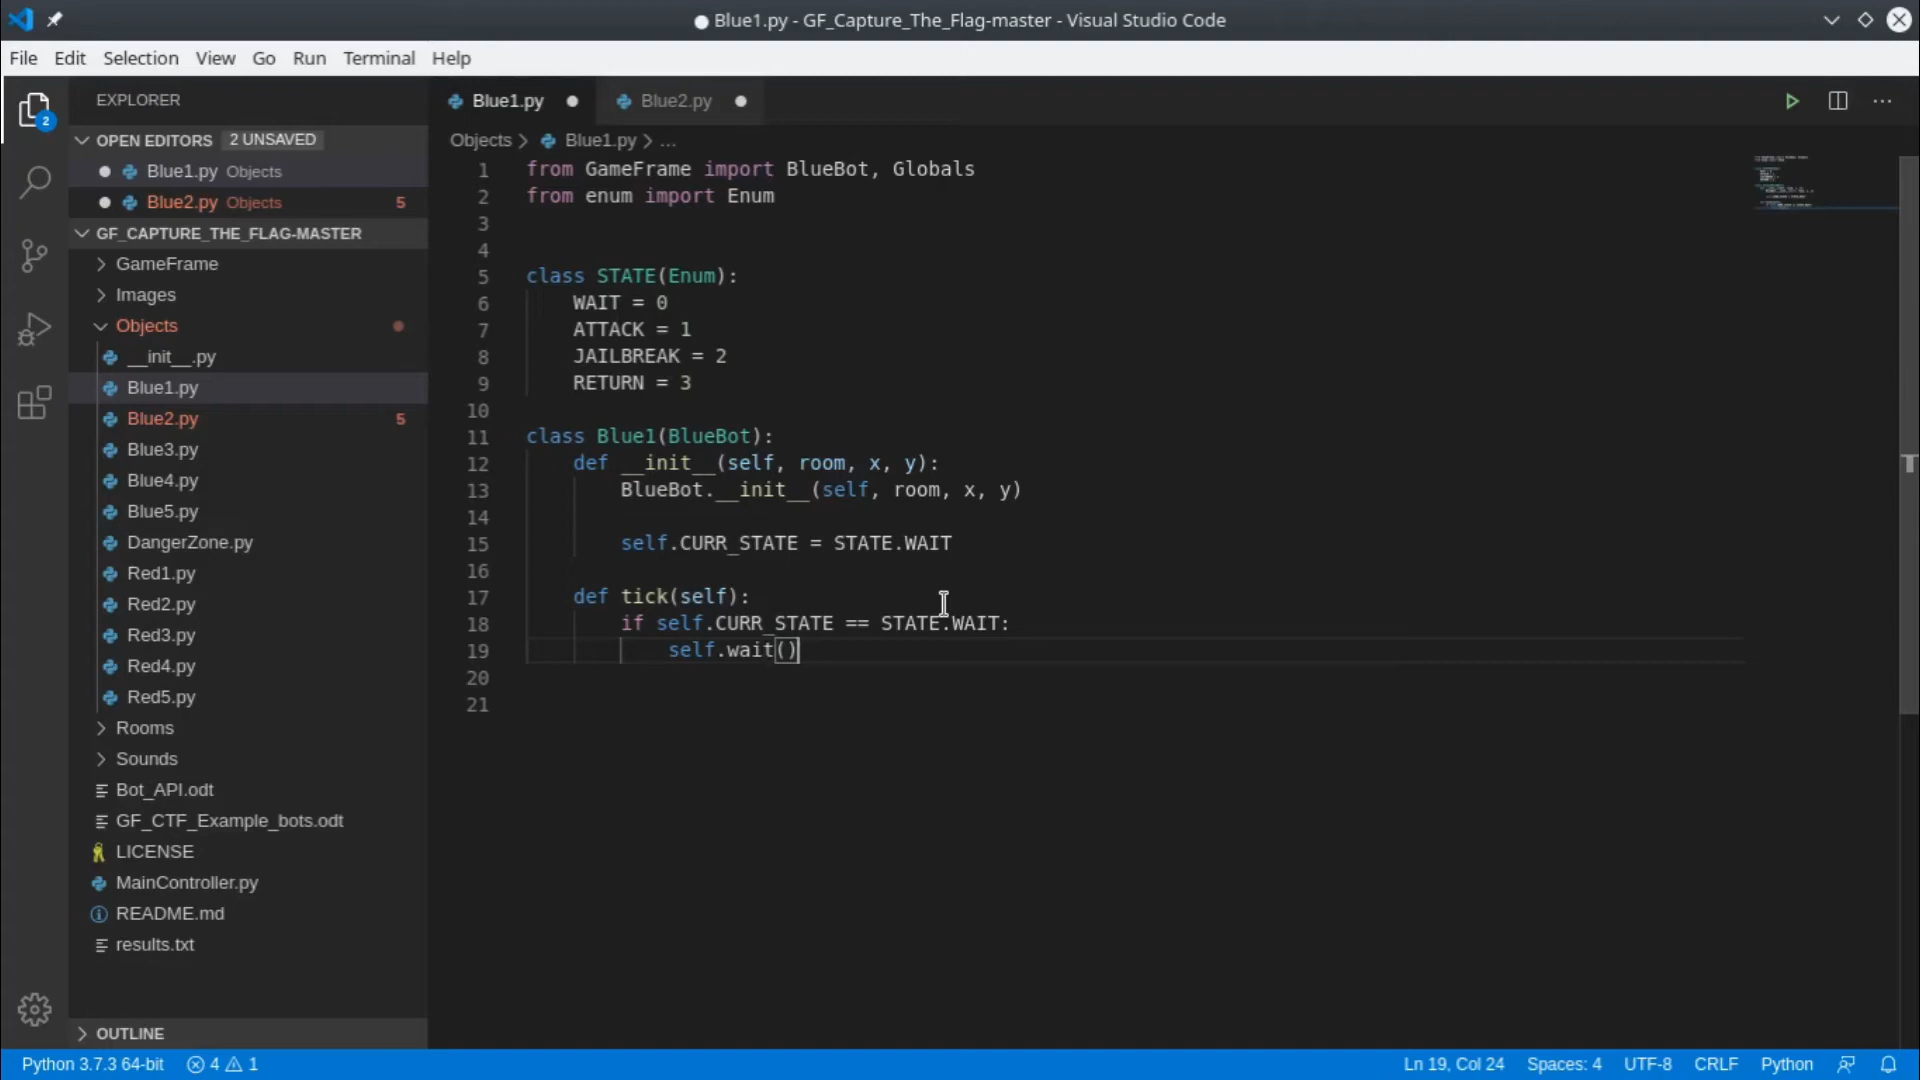 Blue1.py - GF_Capture_The_Flag-master - Visual Studio Code
File Edit Selection View Go Run Terminal Help
EXPLORER
OPEN EDITORS 2 UNSAVED
Blue1.py Objects
Blue2.py Objects 5
GF_CAPTURE_THE_FLAG-MASTER
GameFrame
Images
Objects
__init__.py
Blue1.py
Blue2.py 5
Blue3.py
Blue4.py
Blue5.py
DangerZone.py
Red1.py
Red2.py
Red3.py
Red4.py
Red5.py
Rooms
Sounds
Bot_API.odt
GF_CTF_Example_bots.odt
LICENSE
MainController.py
README.md
results.txt
OUTLINE
2
Blue1.py Blue2.py
Objects > Blue1.py > ...
1 from GameFrame import BlueBot, Globals
2 from enum import Enum
3
4
5 class STATE(Enum):
6     WAIT = 0
7     ATTACK = 1
8     JAILBREAK = 2
9     RETURN = 3
10
11 class Blue1(BlueBot):
12     def __init__(self, room, x, y):
13         BlueBot.__init__(self, room, x, y)
14
15         self.CURR_STATE = STATE.WAIT
16
17     def tick(self):
18         if self.CURR_STATE == STATE.WAIT:
19             self.wait()
20
21
Python 3.7.3 64-bit 4 1 Ln 19, Col 24 Spaces: 4 UTF-8 CRLF Python